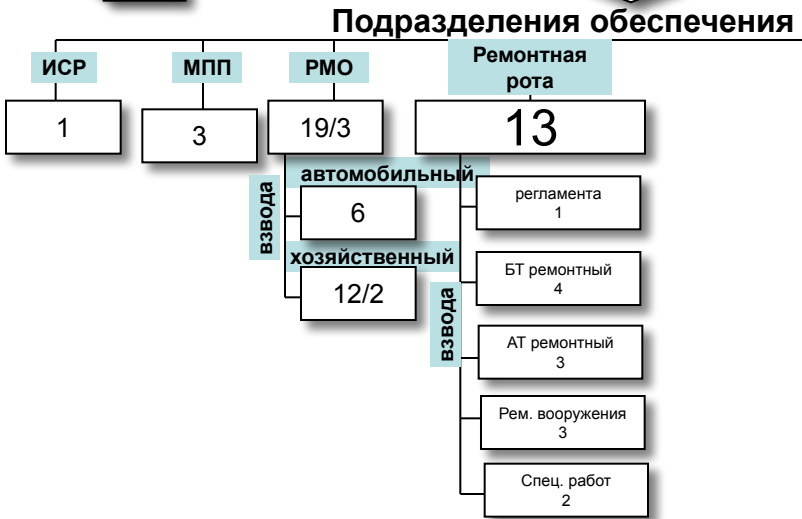 Подразделения обеспечения
ИСР
МПП
РМО
Ремонтная
рота
1
3
19/3
13
взвода
автомобильный
6
хозяйственный
12/2
взвода
регламента
1
БТ ремонтный
4
АТ ремонтный
3
Рем. вооружения
3
Спец. работ
2